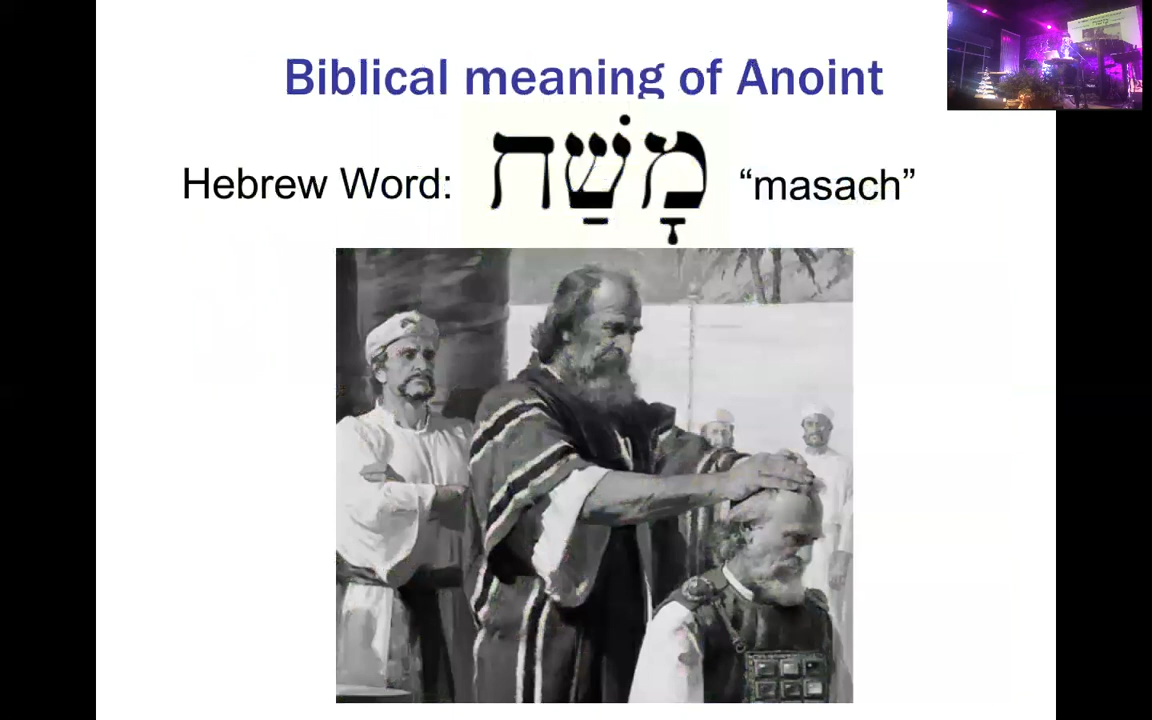 Biblical meaning of Anoint
Hebrew Word: מָשַׁח “masach”